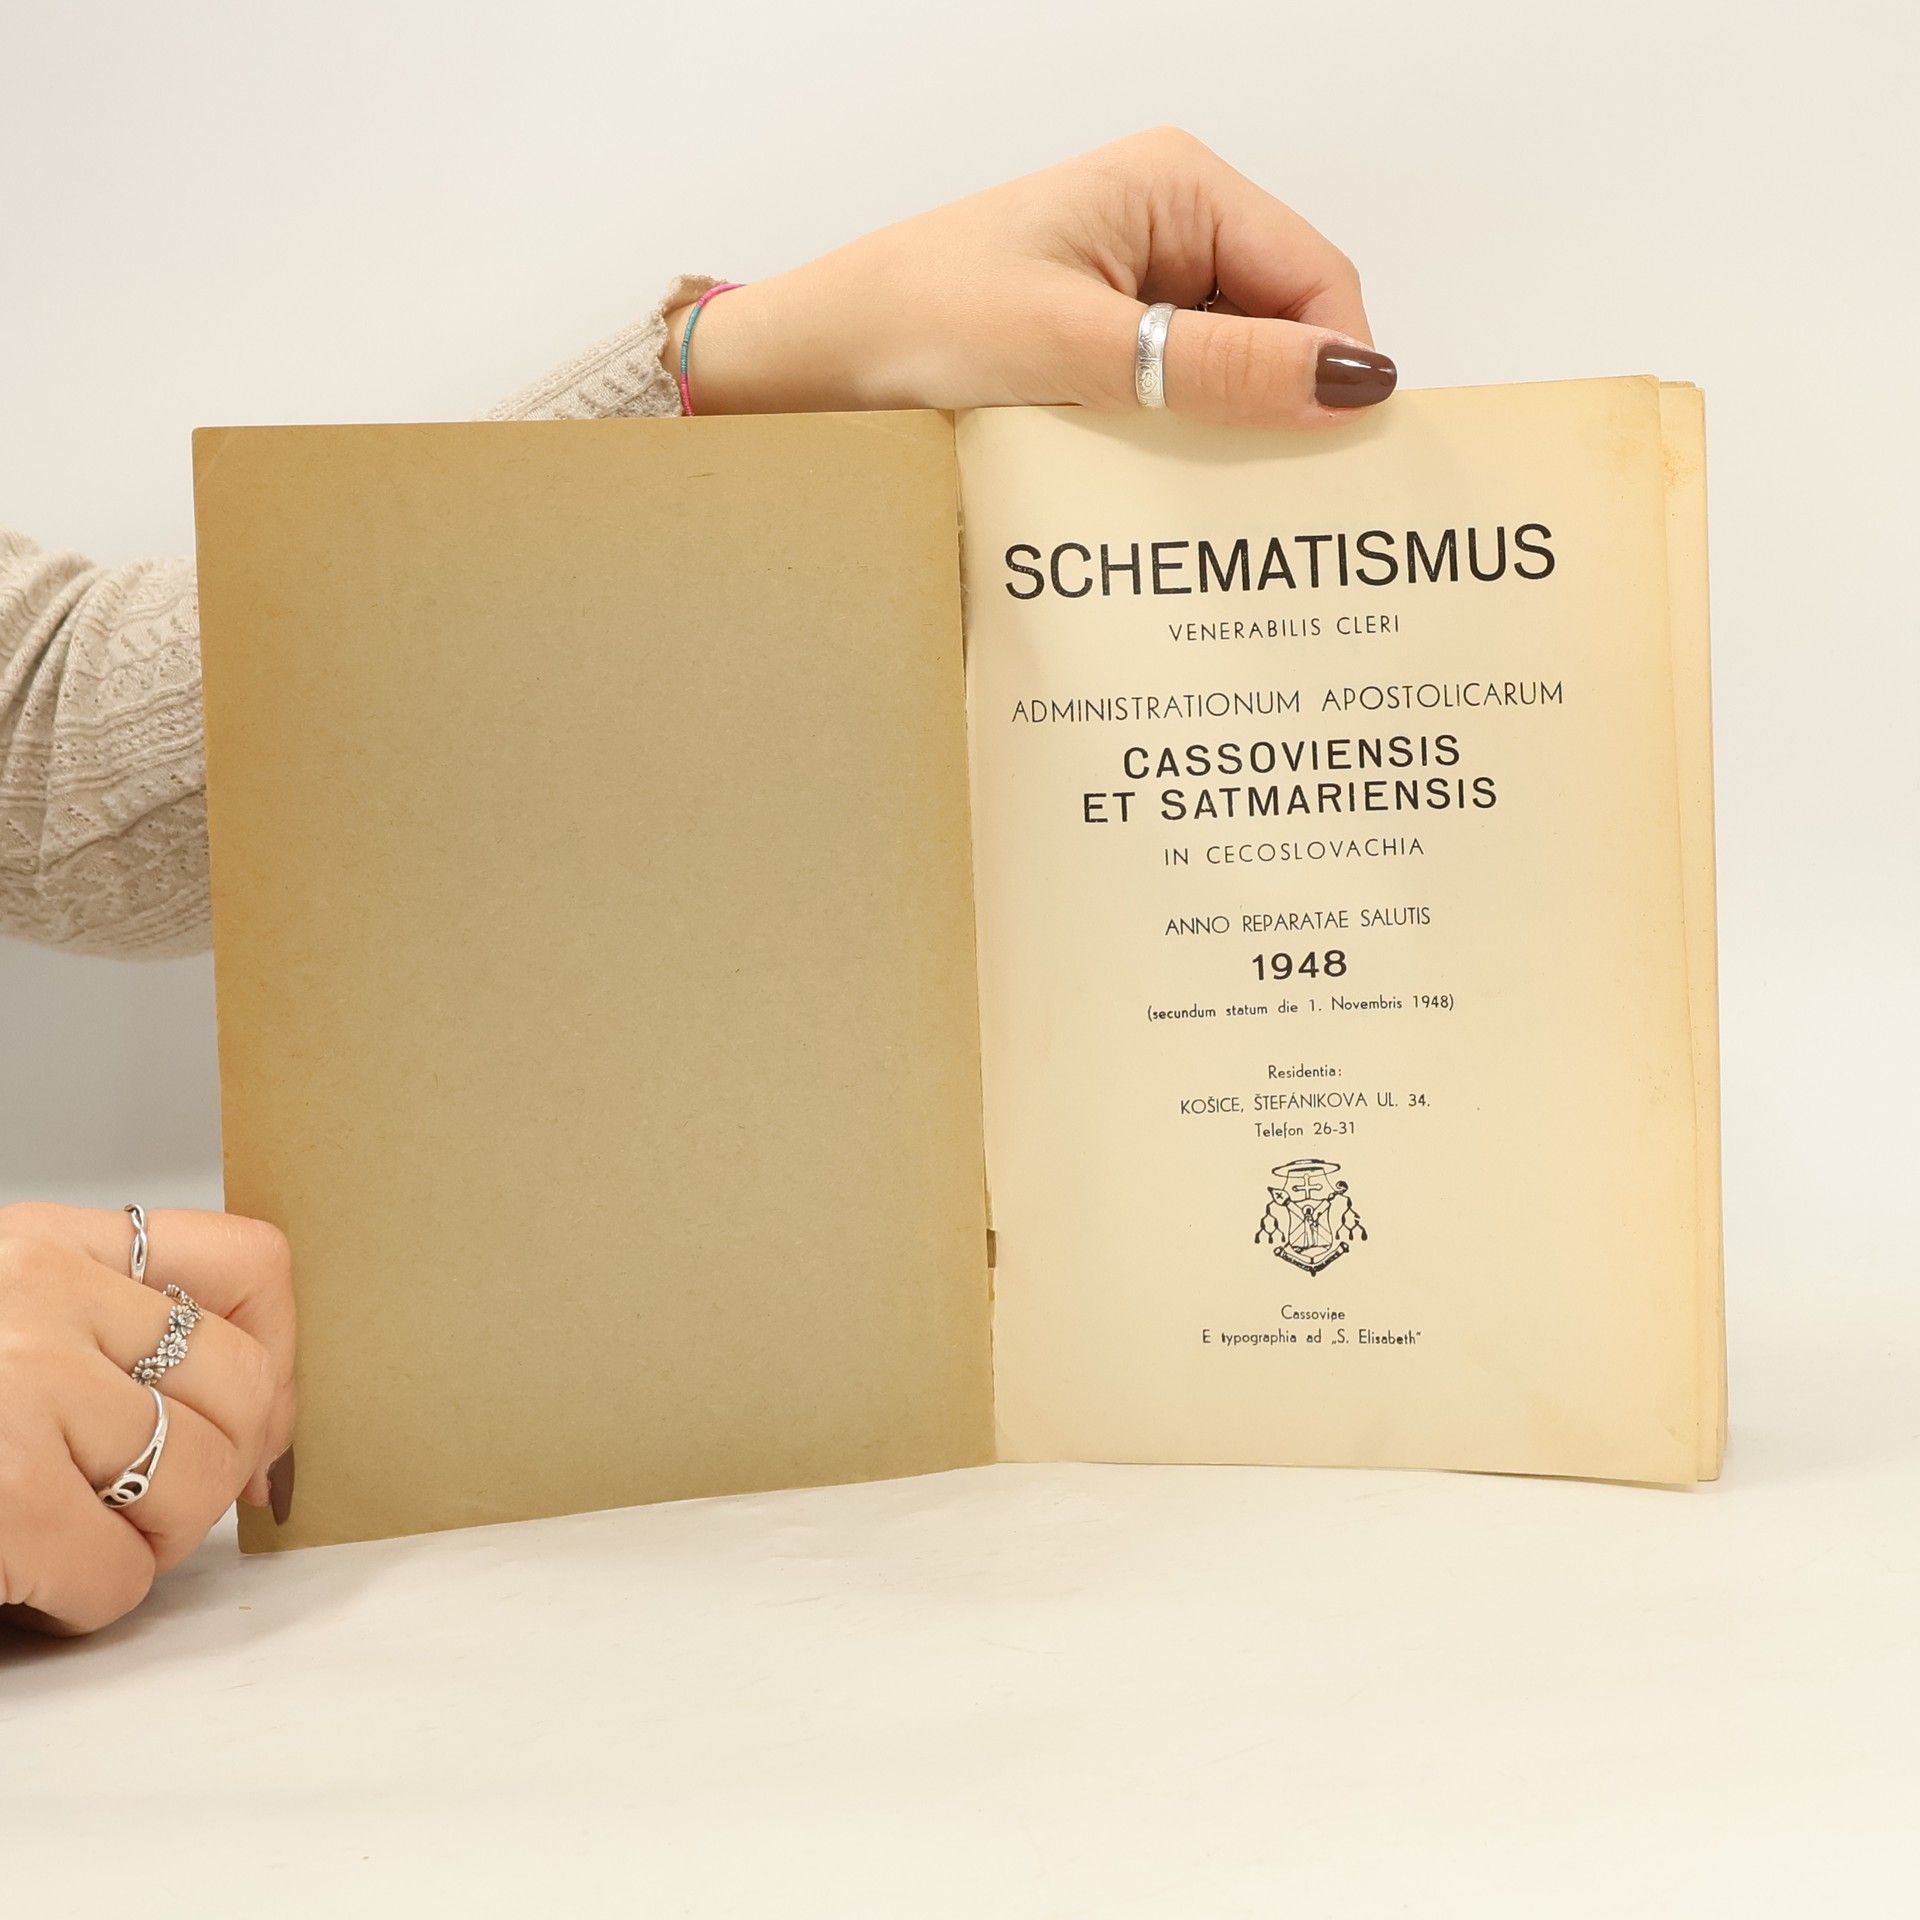 SCHEMATISMUS
VENERABILIS CLERI
ADMINISTRATIONUM APOSTOLICARUM
CASSOVIENSIS
ET SATMARIENSIS
IN CECOSLOVACHIA
ANNO REPARATAE SALUTIS
1948
(secundum statum die 1. Novembris 1948)
Residentia:
KOŠICE, ŠTEFÁNIKOVA UL. 34.
Telefon 26-31
Cassoviae
E typographia ad „S. Elisabeth“